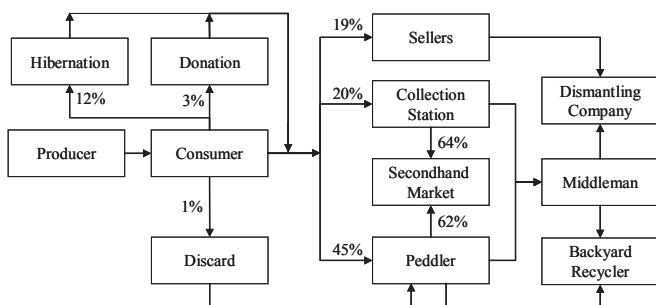 19%
Sellers
Hibernation
Donation
12%
3%
20%
Collection
Station
Dismantling
Company
Producer
Consumer
64%
Secondhand
Market
Middleman
1%
62%
Discard
45%
Peddler
Backyard
Recycler